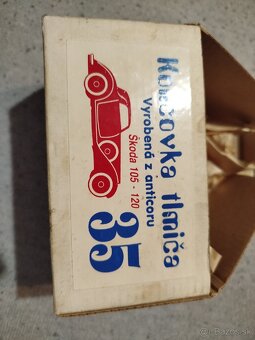 Koncovka tlmiča
Vyrobená z anticoru
Škoda 105 - 120
35